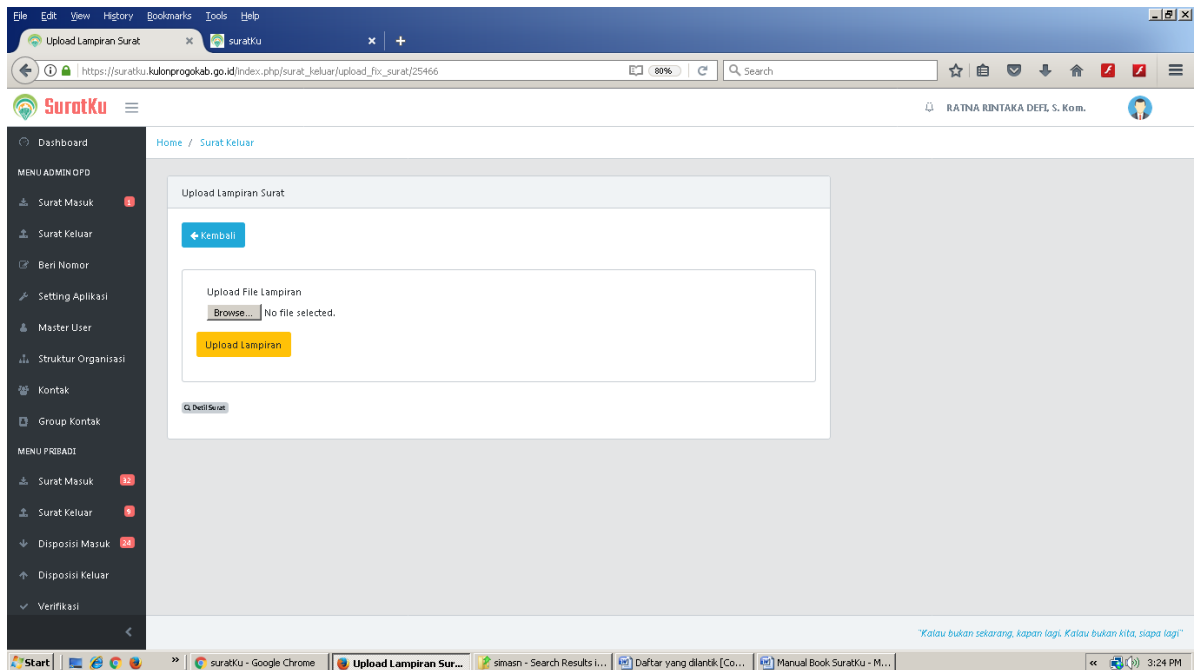 File Edit View History Bookmarks Tools Help
Upload Lampiran Surat
suratKu
https://suratku.kulonprogokab.go.id/index.php/surat_keluar/upload_fix_surat/25466
80%
Search
SuratKu
RATNA RINTAKA DEFI, S. Kom.
Dashboard
Home / Surat Keluar
MENU ADMIN OPD
Surat Masuk 1
Surat Keluar
Beri Nomor
Setting Aplikasi
Master User
Struktur Organisasi
Kontak
Group Kontak
MENU PRIBADI
Surat Masuk 32
Surat Keluar 9
Disposisi Masuk 24
Disposisi Keluar
Verifikasi
Upload Lampiran Surat
Kembali
Upload File Lampiran
Browse... No file selected.
Upload Lampiran
Detil Surat
"Kalau bukan sekarang, kapan lagi. Kalau bukan kita, siapa lagi"
Start
suratKu - Google Chrome
Upload Lampiran Sur...
simasn - Search Results i...
Daftar yang dilantik [Co...
Manual Book SuratKu - M...
3:24 PM